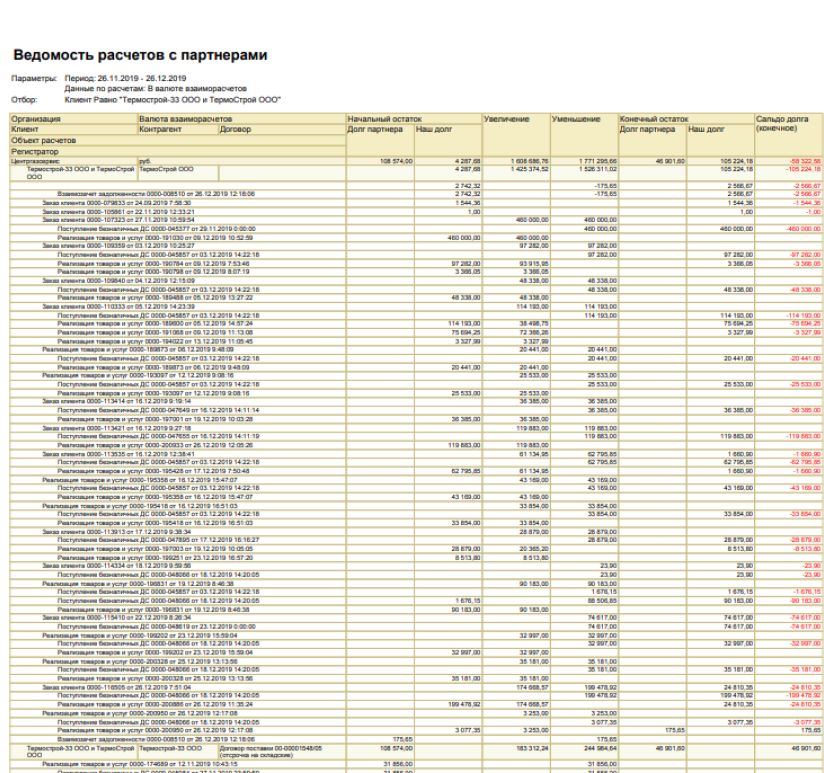 Ведомость расчетов с партнерами
Параметры: Период: 26.11.2019 - 26.12.2019
Данные по расчетам: В валюте взаиморасчетов
Отбор: Клиент Равно "Термострой-33 ООО и ТермоСтрой ООО"
Организация Валюта взаиморасчетов Начальный остаток Увеличение Уменьшение Конечный остаток Сальдо долга
Клиент Контрагент Договор Долг партнера Наш долг Долг партнера Наш долг (конечное)
Объект расчетов
Регистратор
Центргазсервис руб. 108 574,00 4 287,68 1 608 686,76 1 771 295,66 46 901,60 105 224,18 -58 322,58
Термострой-33 ООО и ТермоСтрой ТермоСтрой ООО 4 287,68 1 425 374,52 1 526 311,02 105 224,18 -105 224,18
ООО
2 742,32 -175,65 2 566,67 -2 566,67
Взаимозачет задолженности 0000-008510 от 26.12.2019 12:18:06 2 742,32 -175,65 2 566,67 -2 566,67
Заказ клиента 0000-079833 от 24.09.2019 7:58:30 1 544,36 1 544,36 -1 544,36
Заказ клиента 0000-105861 от 22.11.2019 12:33:21 1,00 1,00 -1,00
Заказ клиента 0000-107323 от 27.11.2019 10:59:54 460 000,00 460 000,00
Поступление безналичных ДС 0000-045377 от 29.11.2019 0:00:00 460 000,00 460 000,00 -460 000,00
Реализация товаров и услуг 0000-191030 от 09.12.2019 10:52:59 460 000,00 460 000,00
Заказ клиента 0000-109359 от 03.12.2019 10:25:27 97 282,00 97 282,00
Поступление безналичных ДС 0000-045857 от 03.12.2019 14:22:18 97 282,00 97 282,00 -97 282,00
Реализация товаров и услуг 0000-190784 от 09.12.2019 7:53:46 97 282,00 93 915,95 3 366,05 -3 366,05
Реализация товаров и услуг 0000-190798 от 09.12.2019 8:07:19 3 366,05 3 366,05
Заказ клиента 0000-109840 от 04.12.2019 12:15:09 48 338,00 48 338,00
Поступление безналичных ДС 0000-045857 от 03.12.2019 14:22:18 48 338,00 48 338,00 -48 338,00
Реализация товаров и услуг 0000-189488 от 05.12.2019 13:27:22 48 338,00 48 338,00
Заказ клиента 0000-110333 от 05.12.2019 14:23:39 114 193,00 114 193,00
Поступление безналичных ДС 0000-045857 от 03.12.2019 14:22:18 114 193,00 114 193,00 -114 193,00
Реализация товаров и услуг 0000-189600 от 05.12.2019 14:57:24 114 193,00 38 498,75 75 694,25 -75 694,25
Реализация товаров и услуг 0000-191068 от 09.12.2019 11:13:08 75 694,25 72 366,26 3 327,99 -3 327,99
Реализация товаров и услуг 0000-194022 от 13.12.2019 11:05:45 3 327,99 3 327,99
Реализация товаров и услуг 0000-189873 от 06.12.2019 9:48:09 20 441,00 20 441,00
Поступление безналичных ДС 0000-045857 от 03.12.2019 14:22:18 20 441,00 20 441,00 -20 441,00
Реализация товаров и услуг 0000-189873 от 06.12.2019 9:48:09 20 441,00 20 441,00
Реализация товаров и услуг 0000-193097 от 12.12.2019 9:08:16 25 533,00 25 533,00
Поступление безналичных ДС 0000-045857 от 03.12.2019 14:22:18 25 533,00 25 533,00 -25 533,00
Реализация товаров и услуг 0000-193097 от 12.12.2019 9:08:16 25 533,00 25 533,00
Заказ клиента 0000-113414 от 16.12.2019 9:19:14 36 385,00 36 385,00
Поступление безналичных ДС 0000-047649 от 16.12.2019 14:11:14 36 385,00 36 385,00 -36 385,00
Реализация товаров и услуг 0000-197001 от 19.12.2019 10:03:28 36 385,00 36 385,00
Заказ клиента 0000-113421 от 16.12.2019 9:27:18 119 883,00 119 883,00
Поступление безналичных ДС 0000-047655 от 16.12.2019 14:11:19 119 883,00 119 883,00 -119 883,00
Реализация товаров и услуг 0000-200933 от 25.12.2019 12:05:26 119 883,00 119 883,00
Заказ клиента 0000-113535 от 16.12.2019 12:38:41 61 134,95 62 795,85 1 660,90 -1 660,90
Поступление безналичных ДС 0000-045857 от 03.12.2019 14:22:18 62 795,85 62 795,85 -62 795,85
Реализация товаров и услуг 0000-195428 от 17.12.2019 7:50:48 62 795,85 61 134,95 1 660,90 -1 660,90
Реализация товаров и услуг 0000-195358 от 16.12.2019 15:47:07 43 169,00 43 169,00
Поступление безналичных ДС 0000-045857 от 03.12.2019 14:22:18 43 169,00 43 169,00 -43 169,00
Реализация товаров и услуг 0000-195358 от 16.12.2019 15:47:07 43 169,00 43 169,00
Реализация товаров и услуг 0000-195418 от 16.12.2019 16:51:03 33 854,00 33 854,00
Поступление безналичных ДС 0000-045857 от 03.12.2019 14:22:18 33 854,00 33 854,00 -33 854,00
Реализация товаров и услуг 0000-195418 от 16.12.2019 16:51:03 33 854,00 33 854,00
Заказ клиента 0000-113913 от 17.12.2019 9:38:34 28 879,00 28 879,00
Поступление безналичных ДС 0000-047895 от 17.12.2019 16:16:27 28 879,00 28 879,00 -28 879,00
Реализация товаров и услуг 0000-197003 от 19.12.2019 10:05:05 28 879,00 20 365,20 8 513,80 -8 513,80
Реализация товаров и услуг 0000-199251 от 23.12.2019 16:57:20 8 513,80 8 513,80
Заказ клиента 0000-114334 от 18.12.2019 9:59:56 23,90 23,90 -23,90
Поступление безналичных ДС 0000-048066 от 18.12.2019 14:20:05 23,90 23,90 -23,90
Реализация товаров и услуг 0000-196831 от 19.12.2019 8:46:38 90 183,00 90 183,00
Поступление безналичных ДС 0000-045857 от 03.12.2019 14:22:18 1 676,15 1 676,15 -1 676,15
Поступление безналичных ДС 0000-048066 от 18.12.2019 14:20:05 1 676,15 88 506,85 90 183,00 -90 183,00
Реализация товаров и услуг 0000-196831 от 19.12.2019 8:46:38 90 183,00 90 183,00
Заказ клиента 0000-115410 от 22.12.2019 8:26:34 74 617,00 74 617,00 -74 617,00
Поступление безналичных ДС 0000-048619 от 23.12.2019 0:00:00 74 617,00 74 617,00 -74 617,00
Реализация товаров и услуг 0000-199202 от 23.12.2019 15:59:04 32 997,00 32 997,00
Поступление безналичных ДС 0000-048066 от 18.12.2019 14:20:05 32 997,00 32 997,00 -32 997,00
Реализация товаров и услуг 0000-199202 от 23.12.2019 15:59:04 32 997,00 32 997,00
Реализация товаров и услуг 0000-200328 от 25.12.2019 13:13:56 35 181,00 35 181,00
Поступление безналичных ДС 0000-048066 от 18.12.2019 14:20:05 35 181,00 35 181,00 -35 181,00
Реализация товаров и услуг 0000-200328 от 25.12.2019 13:13:56 35 181,00 35 181,00
Заказ клиента 0000-116505 от 26.12.2019 7:51:04 174 668,57 199 478,92 24 810,35 -24 810,35
Поступление безналичных ДС 0000-048066 от 18.12.2019 14:20:05 199 478,92 199 478,92 -199 478,92
Реализация товаров и услуг 0000-200886 от 26.12.2019 11:35:24 199 478,92 174 668,57 24 810,35 -24 810,35
Реализация товаров и услуг 0000-200950 от 26.12.2019 12:17:08 3 253,00 3 253,00
Поступление безналичных ДС 0000-048066 от 18.12.2019 14:20:05 3 077,35 3 077,35 -3 077,35
Реализация товаров и услуг 0000-200950 от 26.12.2019 12:17:08 3 077,35 3 253,00 175,65 175,65
Взаимозачет задолженности 0000-008510 от 26.12.2019 12:18:06 175,65 175,65
Термострой-33 ООО и ТермоСтрой Термострой-33 ООО Договор поставки 00-00001548/05 108 574,00 183 312,24 244 984,64 46 901,60 46 901,60
ООО (отсрочка на складские)
Реализация товаров и услуг 0000-174689 от 12.11.2019 10:43:15 31 856,00 31 856,00